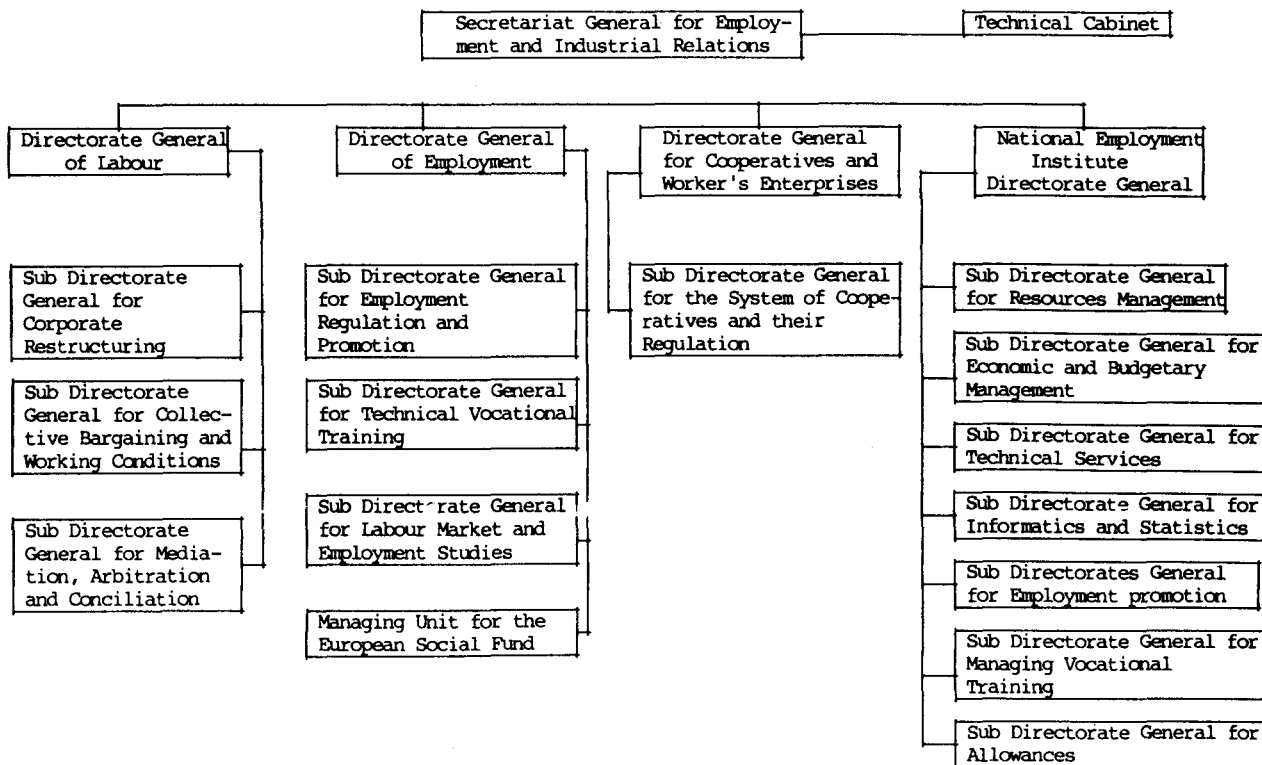 Secretariat General for Employ-
ment and Industrial Relations
Technical Cabinet
Directorate General
of Labour
Directorate General
of Employment
Directorate General
for Cooperatives and
Worker's Enterprises
National Employment
Institute
Directorate General
Sub Directorate
General for
Corporate
Restructuring
Sub Directorate
General for Collec-
tive Bargaining and
Working Conditions
Sub Directorate
General for Media-
tion, Arbitration
and Conciliation
Sub Directorate General
for Employment
Regulation and
Promotion
Sub Directorate General
for Technical Vocational
Training
Sub Directorate General
for Labour Market and
Employment Studies
Managing Unit for the
European Social Fund
Sub Directorate General
for the System of Coope-
ratives and their
Regulation
Sub Directorate General
for Resources Management
Sub Directorate General for
Economic and Budgetary
Management
Sub Directorate General for
Technical Services
Sub Directorate General for
Informatics and Statistics
Sub Directorates General
for Employment promotion
Sub Directorate General for
Managing Vocational
Training
Sub Directorate General for
Allowances